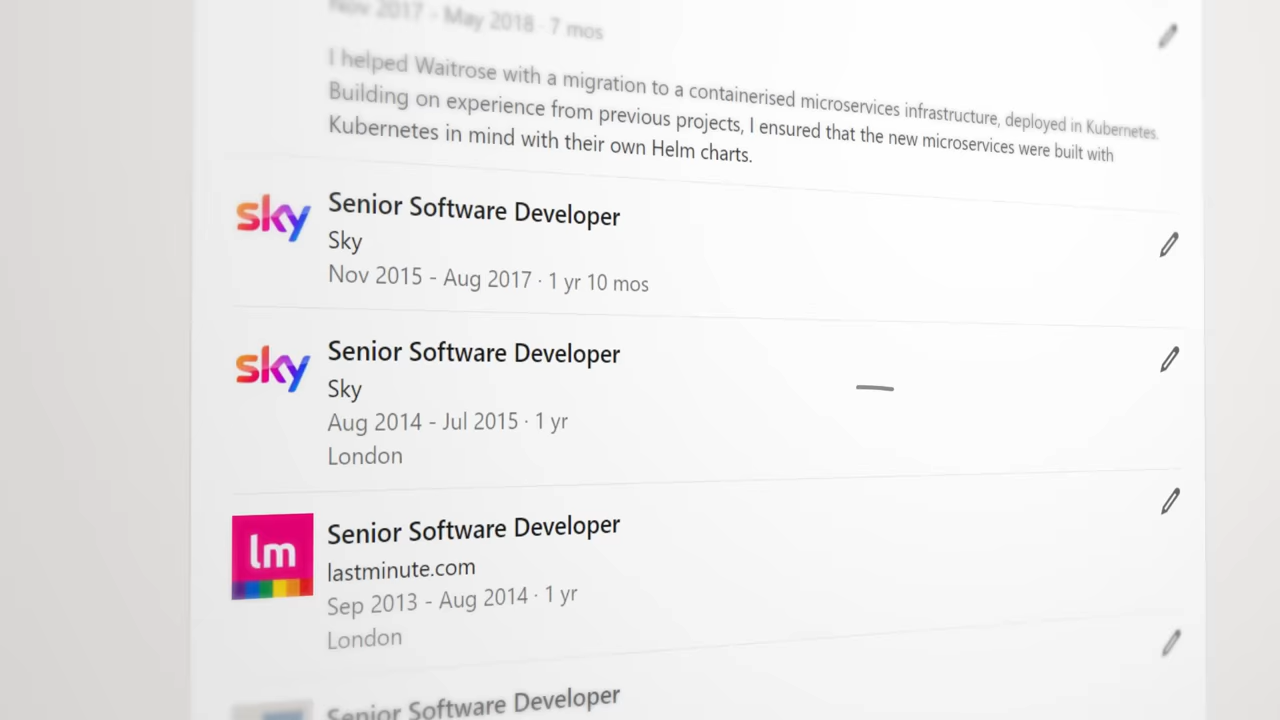 Nov 2017 - May 2018 · 7 mos
I helped Waitrose with a migration to a containerised microservices infrastructure, deployed in Kubernetes.
Building on experience from previous projects, I ensured that the new microservices were built with
Kubernetes in mind with their own Helm charts.
sky
Senior Software Developer
Sky
Nov 2015 - Aug 2017 · 1 yr 10 mos
sky
Senior Software Developer
Sky
Aug 2014 - Jul 2015 · 1 yr
London
lm
Senior Software Developer
lastminute.com
Sep 2013 - Aug 2014 · 1 yr
London
Senior Software Developer